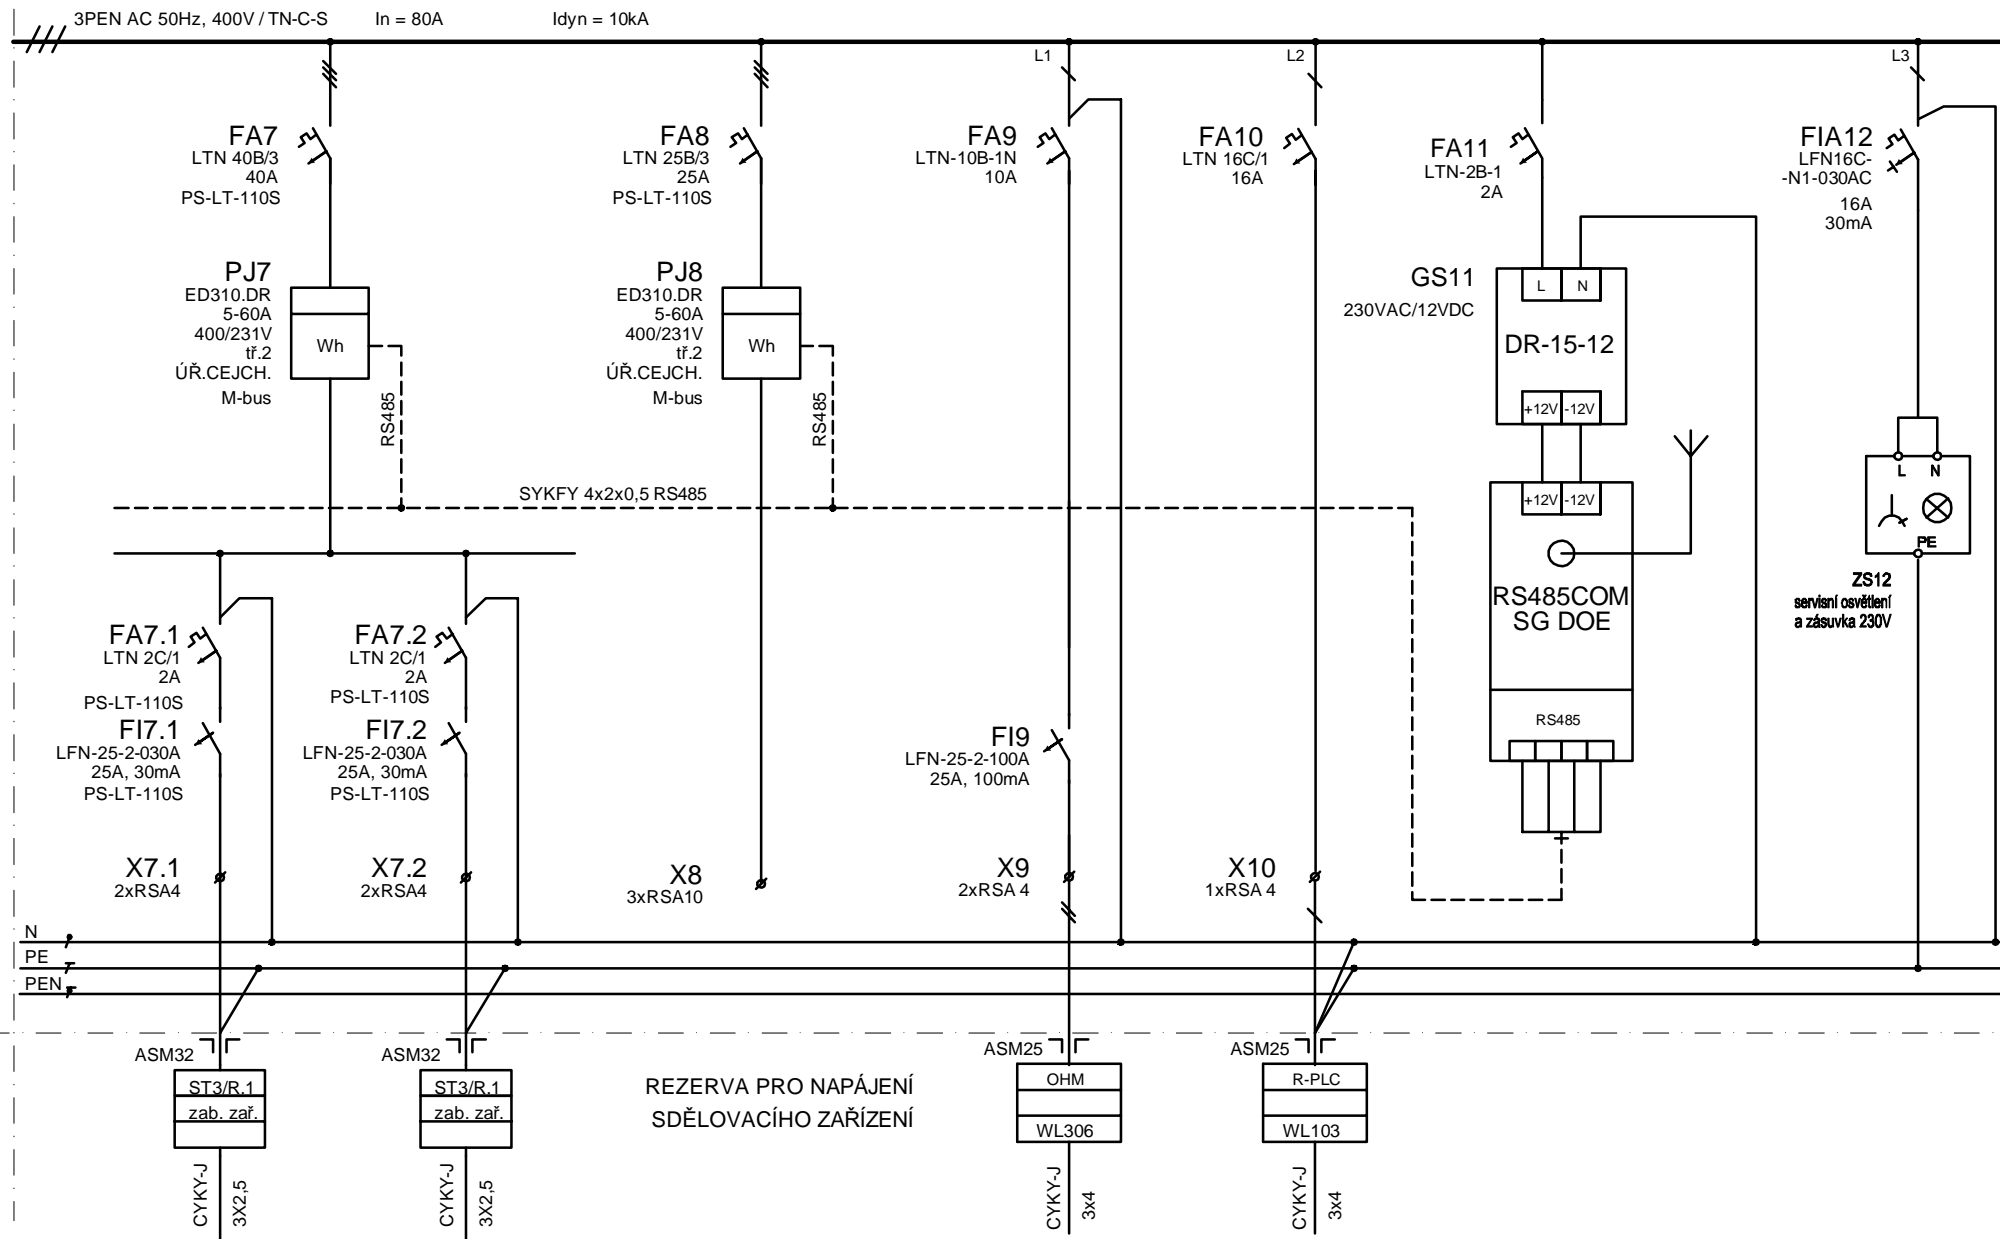 3PEN AC 50Hz, 400V / TN-C-S In = 80A Idyn = 10kA
L1
L2
L3
FA7
LTN 40B/3
40A
PS-LT-110S
FA8
LTN 25B/3
25A
PS-LT-110S
FA9
LTN-10B-1N
10A
FA10
LTN 16C/1
16A
FA11
LTN-2B-1
2A
FIA12
LFN16C-
-N1-030AC
16A
30mA
PJ7
ED310.DR
5-60A
400/231V
tř.2
ÚŘ.CEJCH.
M-bus
Wh
RS485
PJ8
ED310.DR
5-60A
400/231V
tř.2
ÚŘ.CEJCH.
M-bus
Wh
RS485
GS11
230VAC/12VDC
L N
DR-15-12
+12V -12V
+12V -12V
RS485COM
SG DOE
RS485
L N
PE
ZS12
servisní osvětlení
a zásuvka 230V
SYKFY 4x2x0,5 RS485
FA7.1
LTN 2C/1
2A
PS-LT-110S
FI7.1
LFN-25-2-030A
25A, 30mA
PS-LT-110S
FA7.2
LTN 2C/1
2A
PS-LT-110S
FI7.2
LFN-25-2-030A
25A, 30mA
PS-LT-110S
FI9
LFN-25-2-100A
25A, 100mA
X7.1
2xRSA4
X7.2
2xRSA4
X8
3xRSA10
X9
2xRSA 4
X10
1xRSA 4
N
PE
PEN
ASM32
ST3/R.1
zab. zař.
CYKY-J
3X2,5
ASM32
ST3/R.1
zab. zař.
CYKY-J
3X2,5
REZERVA PRO NAPÁJENÍ
SDĚLOVACÍHO ZAŘÍZENÍ
ASM25
OHM
WL306
CYKY-J
3x4
ASM25
R-PLC
WL103
CYKY-J
3x4